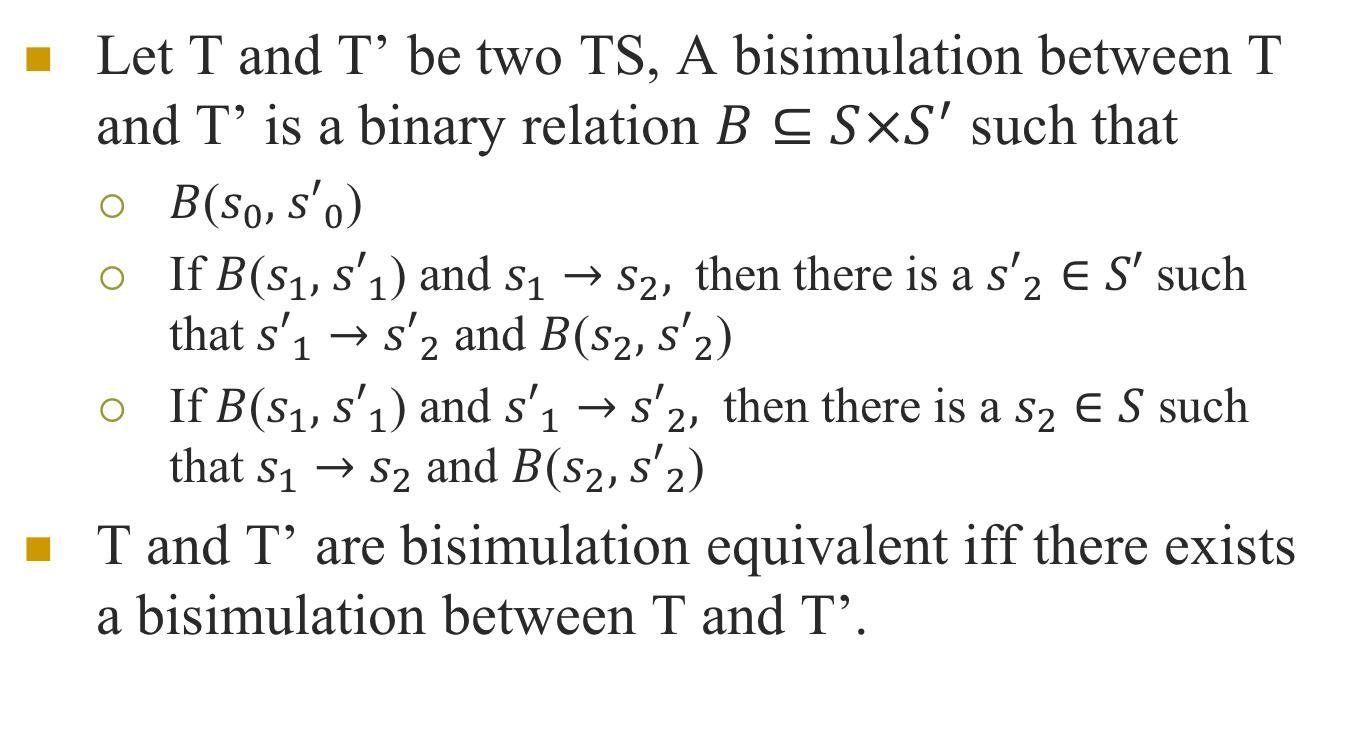 ■ Let T and T’ be two TS, A bisimulation between T
and T’ is a binary relation B ⊆ S×S′ such that
○ B(s₀, s′₀)
○ If B(s₁, s′₁) and s₁ → s₂, then there is a s′₂ ∈ S′ such
that s′₁ → s′₂ and B(s₂, s′₂)
○ If B(s₁, s′₁) and s′₁ → s′₂, then there is a s₂ ∈ S such
that s₁ → s₂ and B(s₂, s′₂)
■ T and T’ are bisimulation equivalent iff there exists
a bisimulation between T and T’.